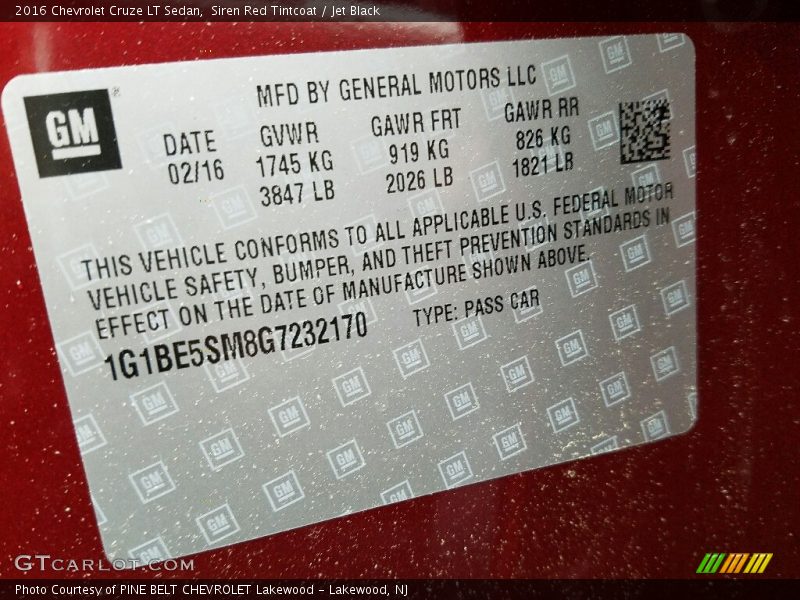 2016 Chevrolet Cruze LT Sedan, Siren Red Tintcoat / Jet Black
GM®
MFD BY GENERAL MOTORS LLC
DATE GVWR GAWR FRT GAWR RR
02/16 1745 KG 919 KG 826 KG
3847 LB 2026 LB 1821 LB
THIS VEHICLE CONFORMS TO ALL APPLICABLE U.S. FEDERAL MOTOR
VEHICLE SAFETY, BUMPER, AND THEFT PREVENTION STANDARDS IN
EFFECT ON THE DATE OF MANUFACTURE SHOWN ABOVE.
1G1BE5SM8G7232170 TYPE: PASS CAR
GTCARLOT.COM
Photo Courtesy of PINE BELT CHEVROLET Lakewood - Lakewood, NJ